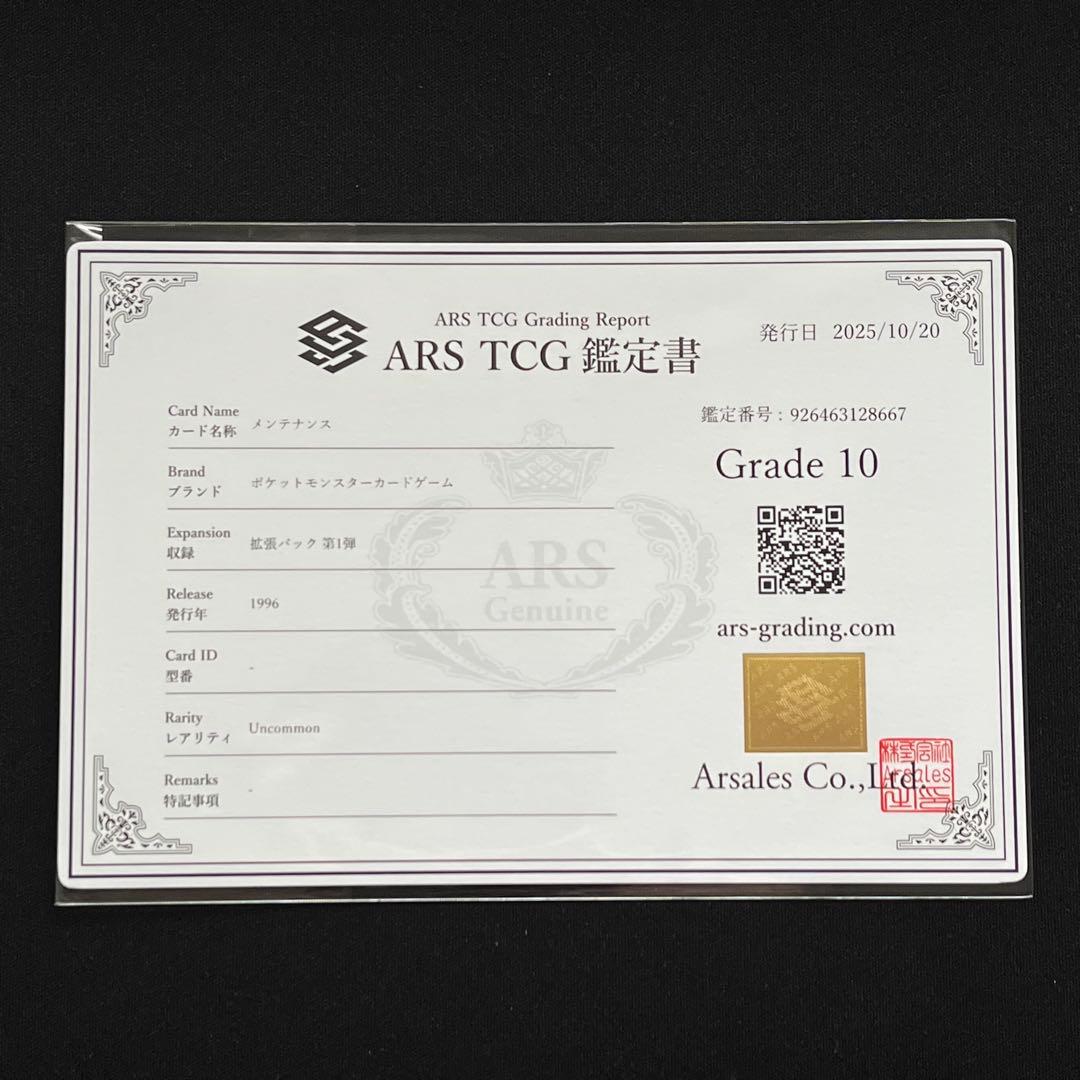 ARS TCG Grading Report
ARS TCG 鑑定書
発行日 2025/10/20
Card Name
カード名称 メンテナンス
Brand
ブランド ポケットモンスターカードゲーム
Expansion
収録 拡張パック 第1弾
Release
発行年 1996
Card ID
型番 -
Rarity
レアリティ Uncommon
Remarks
特記事項 -
ARS
Genuine
鑑定番号 : 926463128667
Grade 10
ars-grading.com
Arsales Co.,Ltd.
株式会社
Arsales